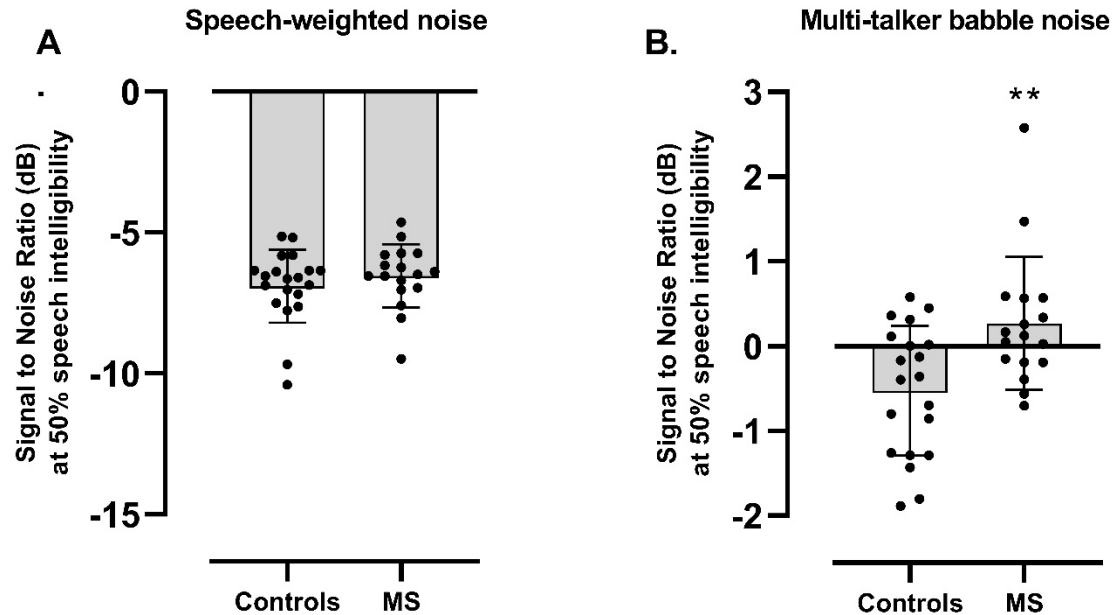 Speech-weighted noise
A
.
Signal to Noise Ratio (dB)
at 50% speech intelligibility
0
-5
-10
-15
Controls
MS
Multi-talker babble noise
B.
Signal to Noise Ratio (dB)
at 50% speech intelligibility
3
2
1
0
-1
-2
**
Controls
MS